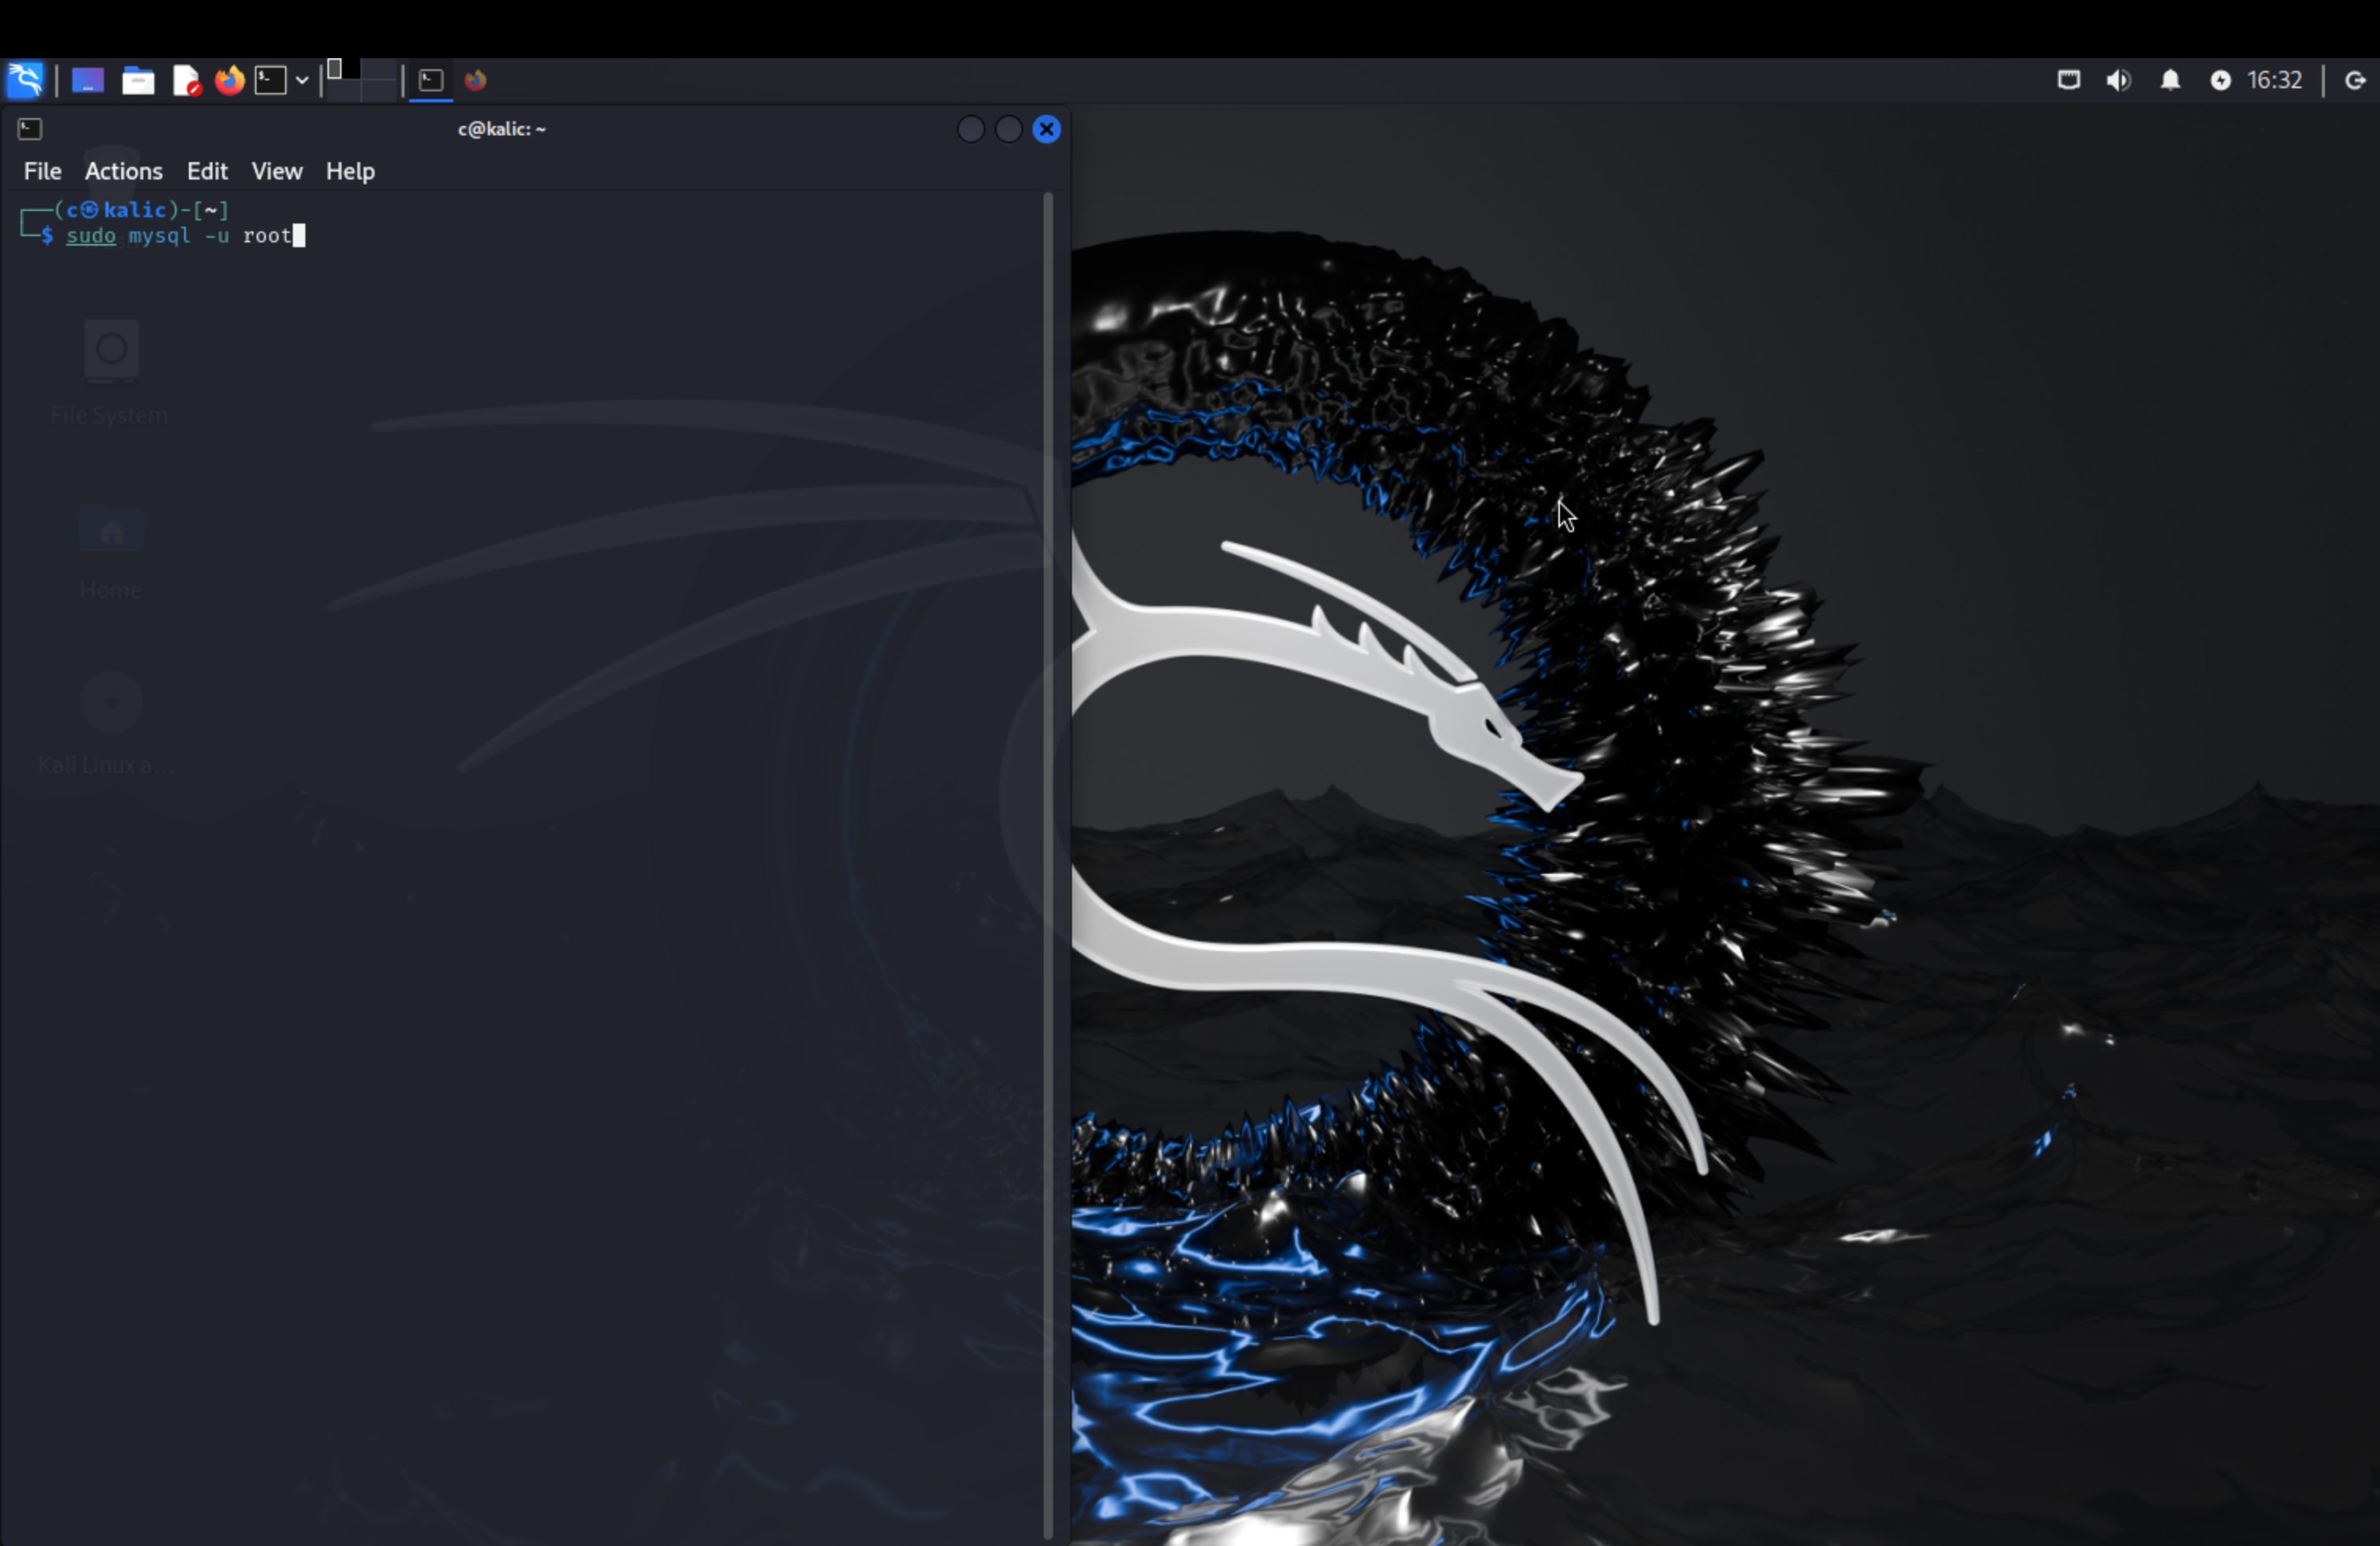 16:32
c@kalic: ~
File Actions Edit View Help
┌──(c㉿kalic)-[~]
└─$ sudo mysql -u root
File System
Home
Kali Linux a...